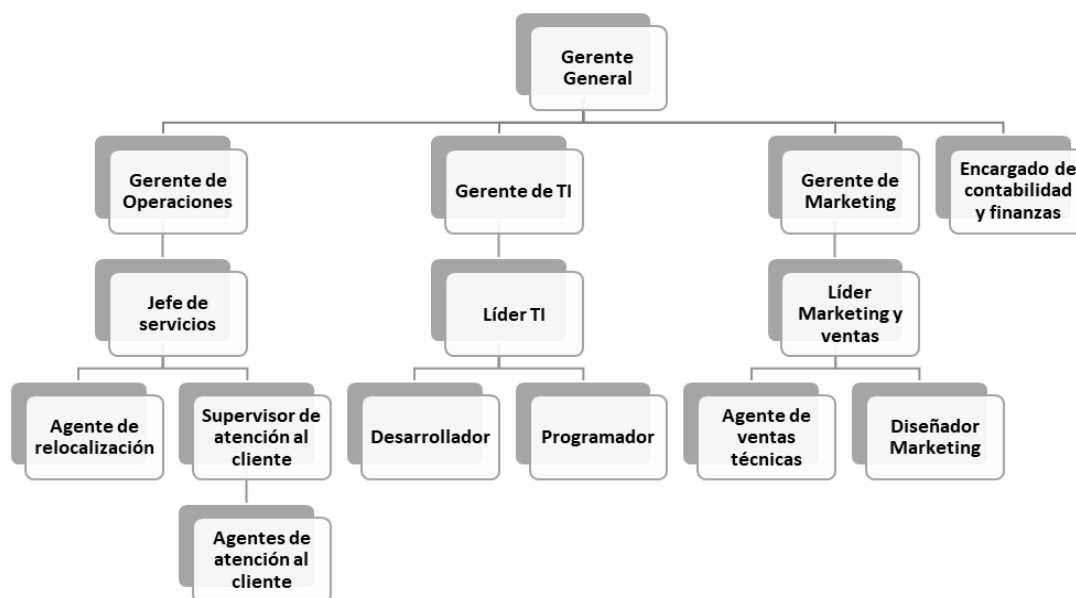 Gerente
General
Gerente de
Operaciones
Gerente de TI
Gerente de
Marketing
Encargado de
contabilidad
y finanzas
Jefe de
servicios
Líder TI
Líder
Marketing y
ventas
Agente de
relocalización
Supervisor de
atención al
cliente
Desarrollador
Programador
Agente de
ventas
técnicas
Diseñador
Marketing
Agentes de
atención al
cliente